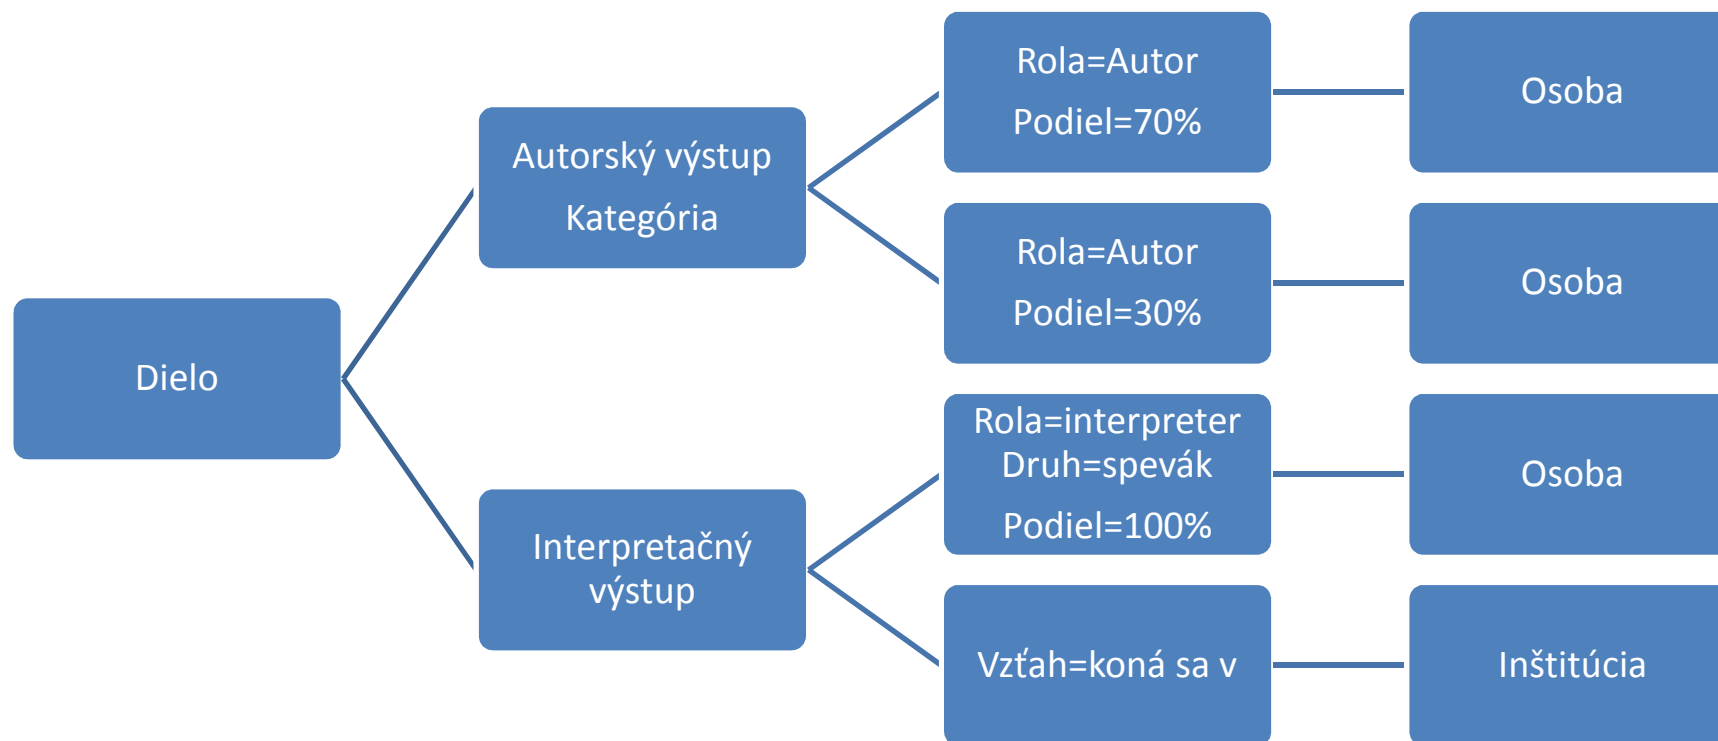 Dielo
Autorský výstup
Kategória
Rola=Autor
Podiel=70%
Osoba
Rola=Autor
Podiel=30%
Osoba
Interpretačný
výstup
Rola=interpreter
Druh=spevák
Podiel=100%
Osoba
Vzťah=koná sa v
Inštitúcia